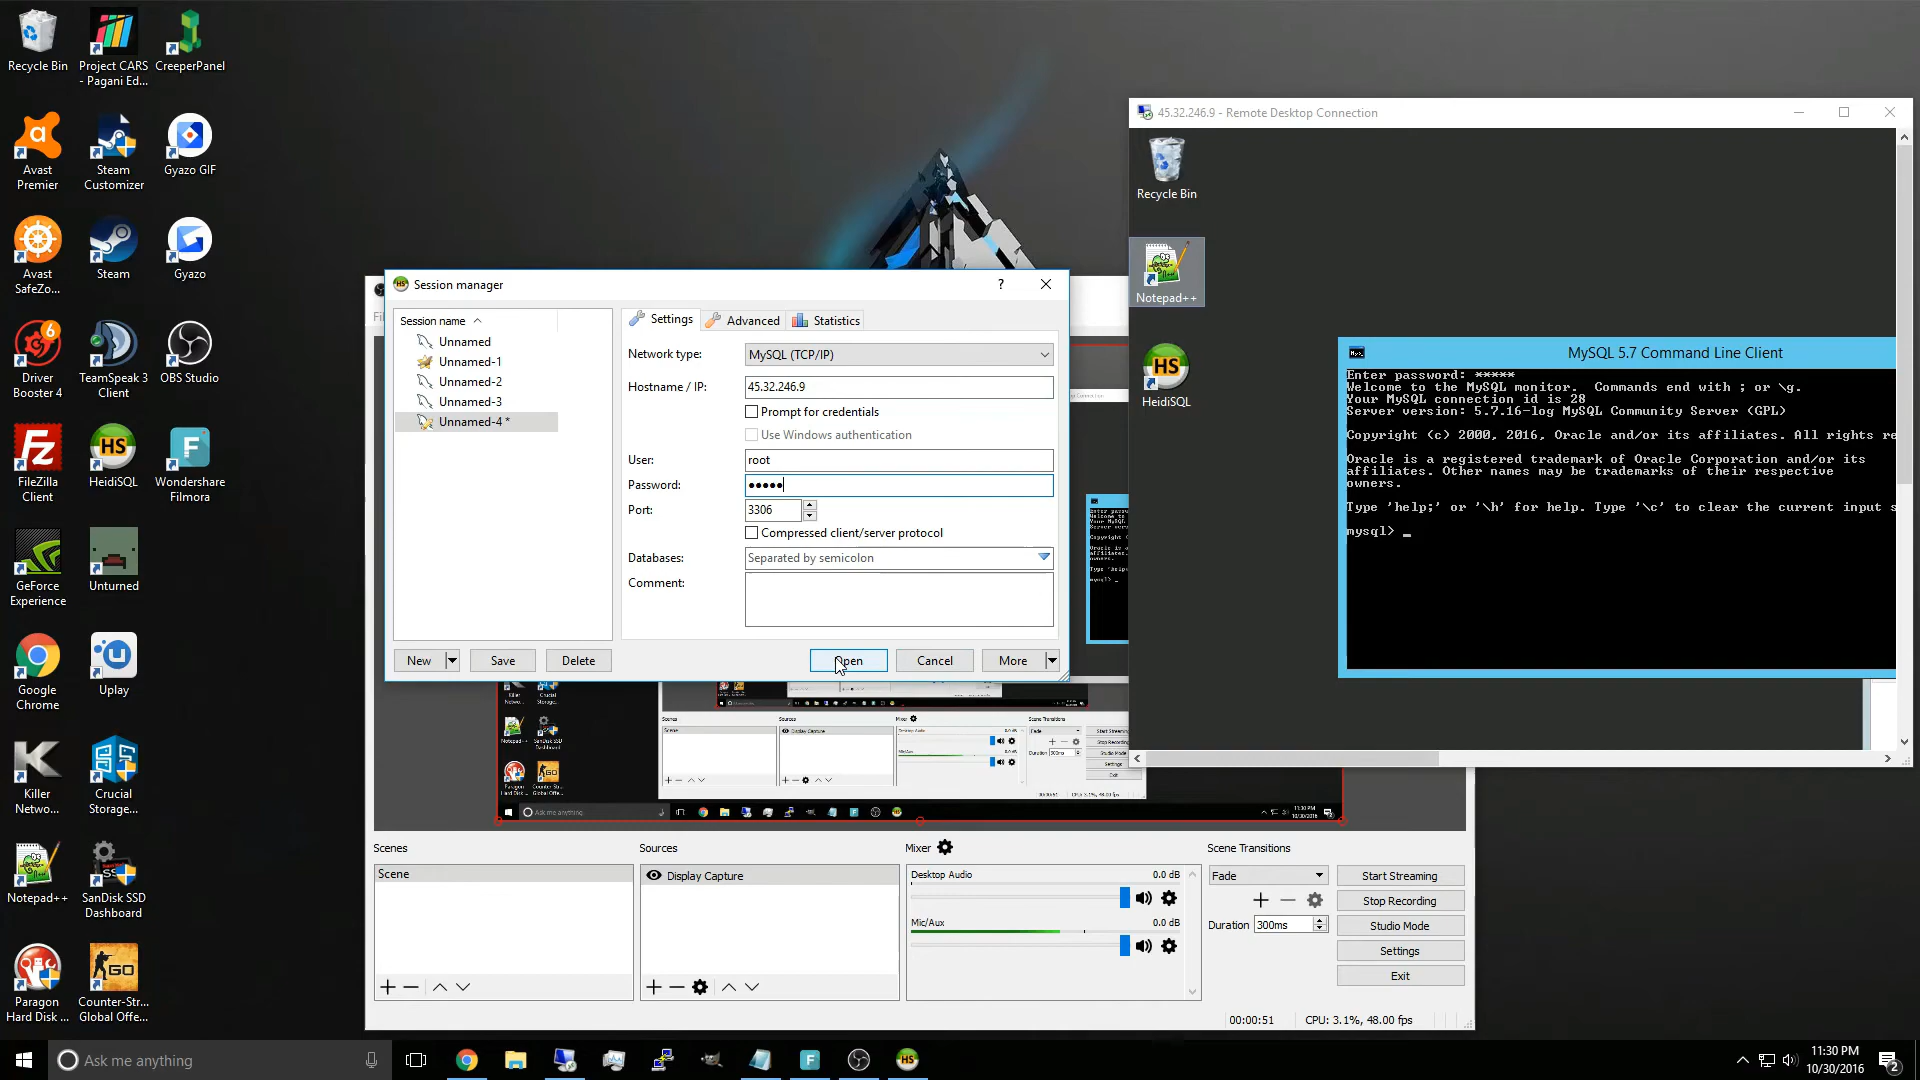 Recycle Bin
Project CARS
- Pagani Ed...
CreeperPanel
Avast
Premier
Steam
Customizer
Gyazo GIF
Avast
SafeZo...
Steam
Gyazo
6
Driver
Booster 4
TeamSpeak 3
Client
OBS Studio
FileZilla
Client
HeidiSQL
Wondershare
Filmora
GeForce
Experience
Unturned
Google
Chrome
Uplay
Killer
Netwo...
Crucial
Storage...
Notepad++
SanDisk SSD
Dashboard
Paragon
Hard Disk ...
Counter-Str...
Global Offe...
Session manager
?
Session name
Unnamed
Unnamed-1
Unnamed-2
Unnamed-3
Unnamed-4 *
Settings
Advanced
Statistics
Network type:
MySQL (TCP/IP)
Hostname / IP:
45.32.246.9
Prompt for credentials
Use Windows authentication
User:
root
Password:
●●●●●
Port:
3306
Compressed client/server protocol
Databases:
Separated by semicolon
Comment:
New
Save
Delete
Open
Cancel
More
45.32.246.9 - Remote Desktop Connection
Recycle Bin
Notepad++
HS
HeidiSQL
MySQL 5.7 Command Line Client
Enter password: *****
Welcome to the MySQL monitor.  Commands end with ; or \g.
Your MySQL connection id is 28
Server version: 5.7.16-log MySQL Community Server (GPL)
Copyright (c) 2000, 2016, Oracle and/or its affiliates. All rights re
Oracle is a registered trademark of Oracle Corporation and/or its
affiliates. Other names may be trademarks of their respective
owners.
Type 'help;' or '\h' for help. Type '\c' to clear the current input s
mysql> _
Scenes
Scene
Sources
Display Capture
Mixer
Desktop Audio
0.0 dB
Mic/Aux
0.0 dB
Scene Transitions
Fade
Duration
300ms
Start Streaming
Stop Recording
Studio Mode
Settings
Exit
00:00:51
CPU: 3.1%, 48.00 fps
Ask me anything
11:30 PM
10/30/2016
2